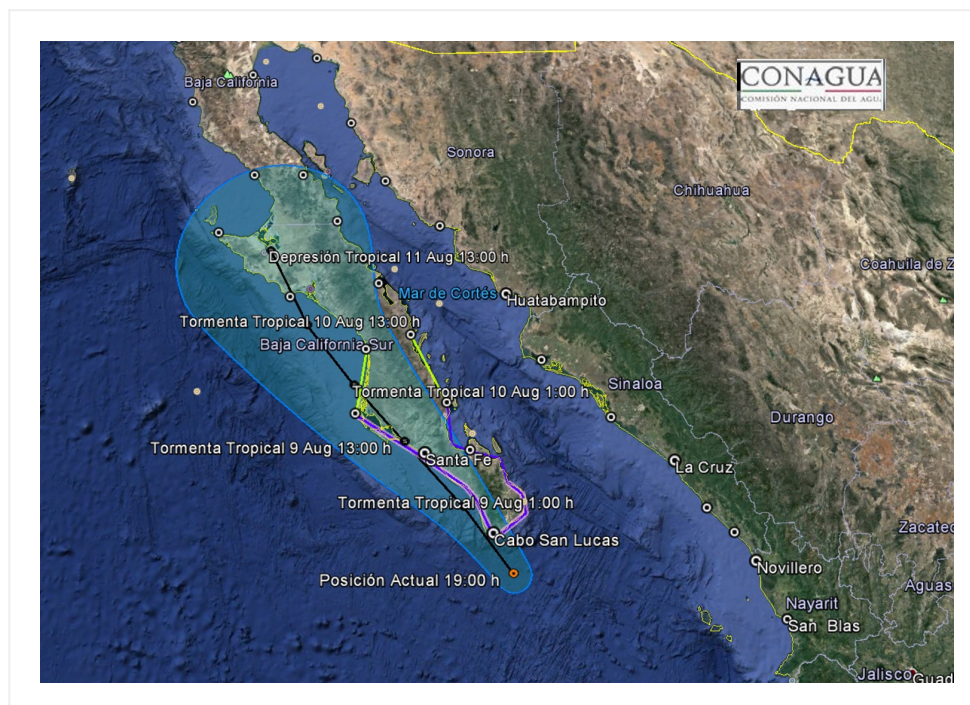 Baja California
CONAGUA
COMISIÓN NACIONAL DEL AGUA
Sonora
Chihuahua
Depresión Tropical 11 Aug 13:00 h
Coahuila de Z
Mar de Cortés
Huatabampito
Tormenta Tropical 10 Aug 13:00 h
Baja California Sur
Tormenta Tropical 10 Aug 1:00 h
Sinaloa
Durango
Tormenta Tropical 9 Aug 13:00 h
Santa Fe
La Cruz
Tormenta Tropical 9 Aug 1:00 h
Zacatec
Cabo San Lucas
Novillero
Posición Actual 19:00 h
Aguas
Nayarit
San Blas
Jalisco
Guad